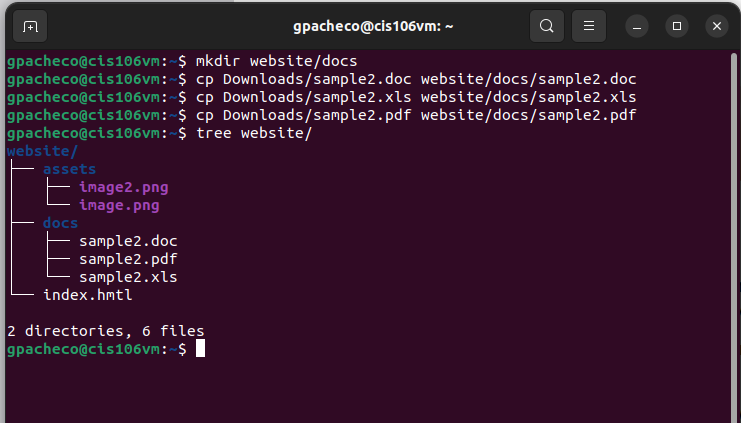 gpacheco@cis106vm: ~
gpacheco@cis106vm:~$ mkdir website/docs
gpacheco@cis106vm:~$ cp Downloads/sample2.doc website/docs/sample2.doc
gpacheco@cis106vm:~$ cp Downloads/sample2.xls website/docs/sample2.xls
gpacheco@cis106vm:~$ cp Downloads/sample2.pdf website/docs/sample2.pdf
gpacheco@cis106vm:~$ tree website/
website/
├── assets
│   ├── image2.png
│   └── image.png
├── docs
│   ├── sample2.doc
│   ├── sample2.pdf
│   └── sample2.xls
└── index.hmtl
2 directories, 6 files
gpacheco@cis106vm:~$